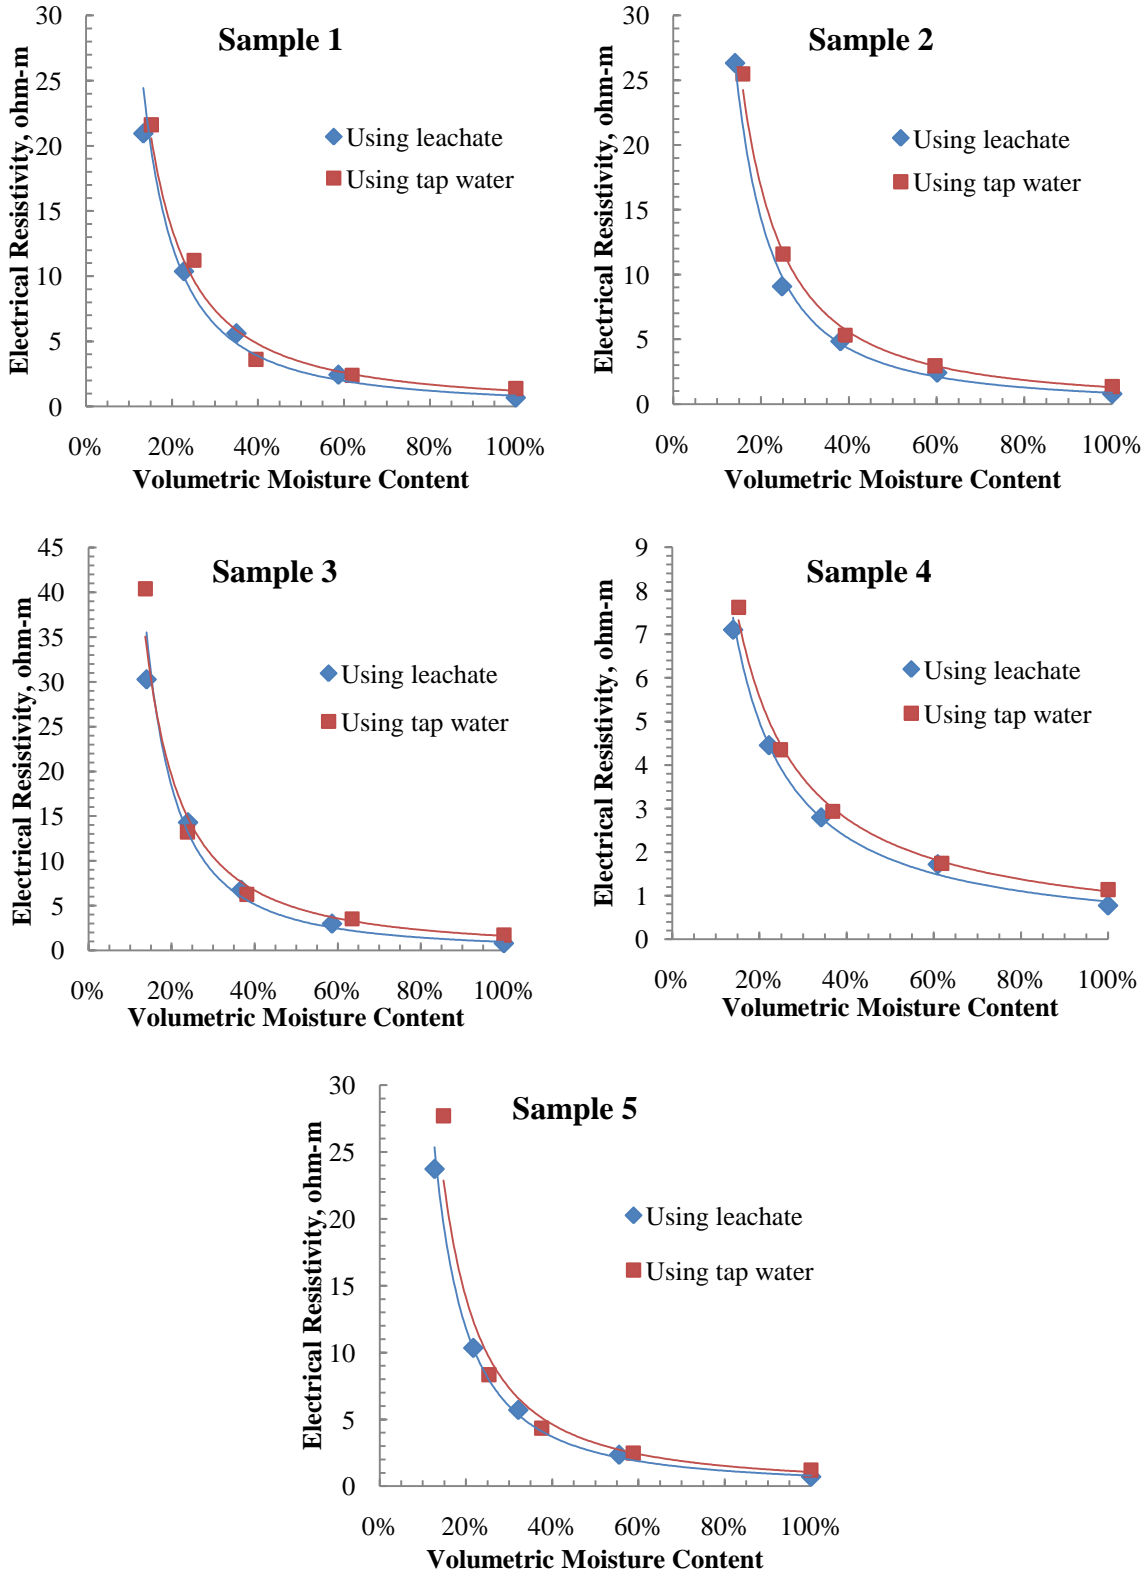 Sample 1
Electrical Resistivity, ohm-m
30
25
20
15
10
5
0
Using leachate
Using tap water
0% 20% 40% 60% 80% 100%
Volumetric Moisture Content
Sample 2
Electrical Resistivity, ohm-m
30
25
20
15
10
5
0
Using leachate
Using tap water
0% 20% 40% 60% 80% 100%
Volumetric Moisture Content
Sample 3
Electrical Resistivity, ohm-m
45
40
35
30
25
20
15
10
5
0
Using leachate
Using tap water
0% 20% 40% 60% 80% 100%
Volumetric Moisture Content
Sample 4
Electrical Resistivity, ohm-m
9
8
7
6
5
4
3
2
1
0
Using leachate
Using tap water
0% 20% 40% 60% 80% 100%
Volumetric Moisture Content
Sample 5
Electrical Resistivity, ohm-m
30
25
20
15
10
5
0
Using leachate
Using tap water
0% 20% 40% 60% 80% 100%
Volumetric Moisture Content